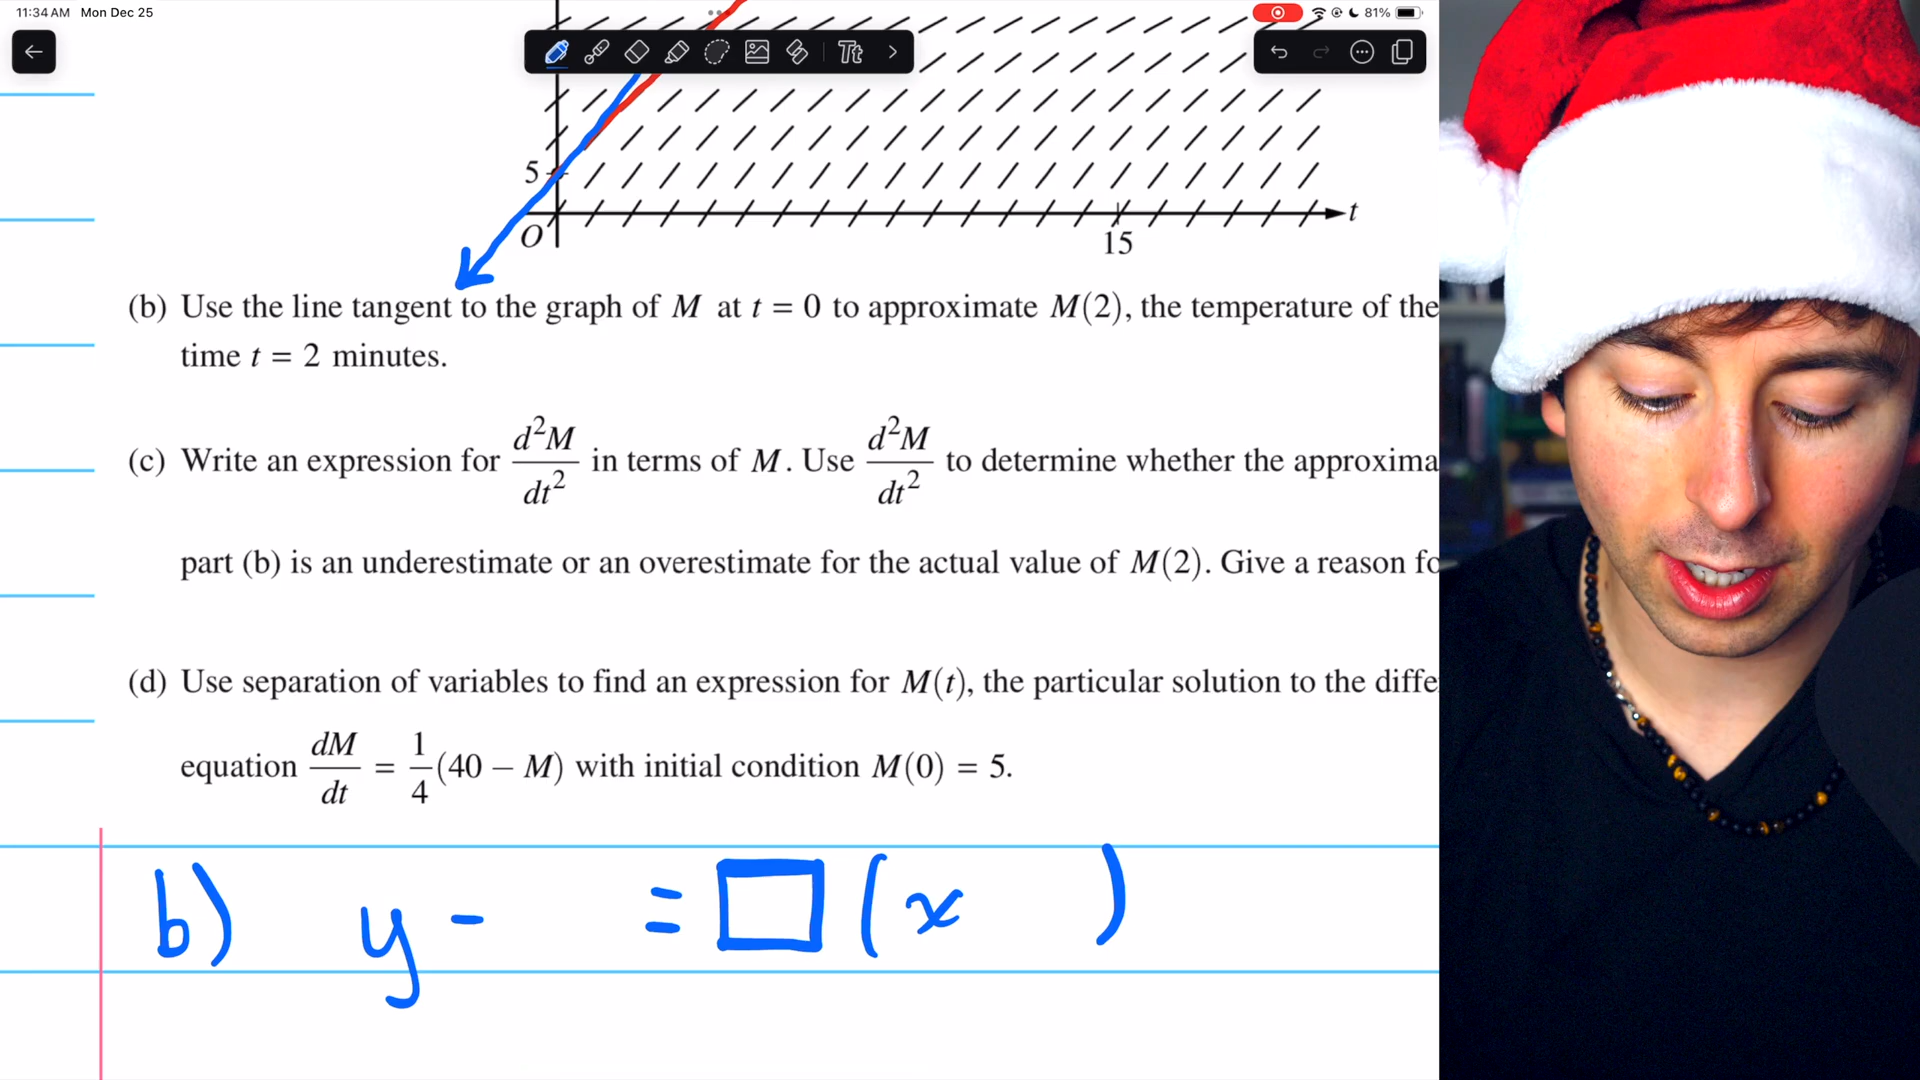 11:34 AM Mon Dec 25
81%
Tt
5
O
15
t
(b) Use the line tangent to the graph of M at t = 0 to approximate M(2), the temperature of the
time t = 2 minutes.
(c) Write an expression for d²M/dt² in terms of M. Use d²M/dt² to determine whether the approxima
part (b) is an underestimate or an overestimate for the actual value of M(2). Give a reason fo
(d) Use separation of variables to find an expression for M(t), the particular solution to the diffe
equation dM/dt = 1/4(40 – M) with initial condition M(0) = 5.
b) y - = □ (x )